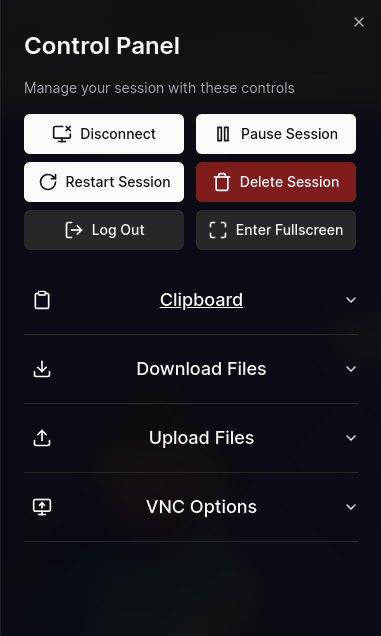 Control Panel
Manage your session with these controls
Disconnect
Pause Session
Restart Session
Delete Session
Log Out
Enter Fullscreen
Clipboard
Download Files
Upload Files
VNC Options